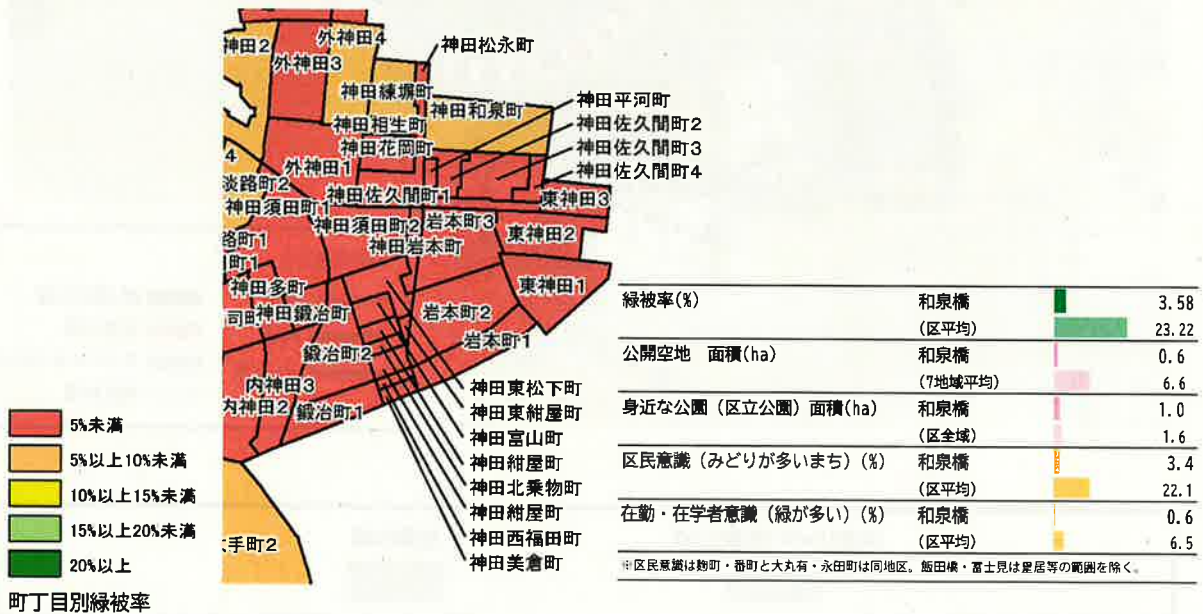 神田2
外神田4
神田松永町
外神田3
神田練塀町
神田和泉町
神田平河町
神田相生町
神田佐久間町2
神田花岡町
神田佐久間町3
4
外神田1
神田佐久間町4
淡路町2
神田佐久間町1
東神田3
神田須田町1
神田須田町2
岩本町3
東神田2
路町1
神田岩本町
町1
神田多町
東神田1
司町
神田鍛冶町
岩本町2
鍛冶町2
岩本町1
内神田3
神田東松下町
内神田2
鍛冶町1
神田東紺屋町
神田富山町
神田紺屋町
神田北乗物町
神田紺屋町
神田西福田町
神田美倉町
手町2
5%未満
5%以上10%未満
10%以上15%未満
15%以上20%未満
20%以上
町丁目別緑被率
緑被率(%) 和泉橋 3.58
(区平均) 23.22
公開空地 面積(ha) 和泉橋 0.6
(7地域平均) 6.6
身近な公園(区立公園)面積(ha) 和泉橋 1.0
(区全域) 1.6
区民意識(みどりが多いまち)(%) 和泉橋 3.4
(区平均) 22.1
在勤・在学者意識(緑が多い)(%) 和泉橋 0.6
(区平均) 6.5
※区民意識は麹町・番町と大丸有・永田町は同地区。飯田橋・富士見は皇居等の範囲を除く。